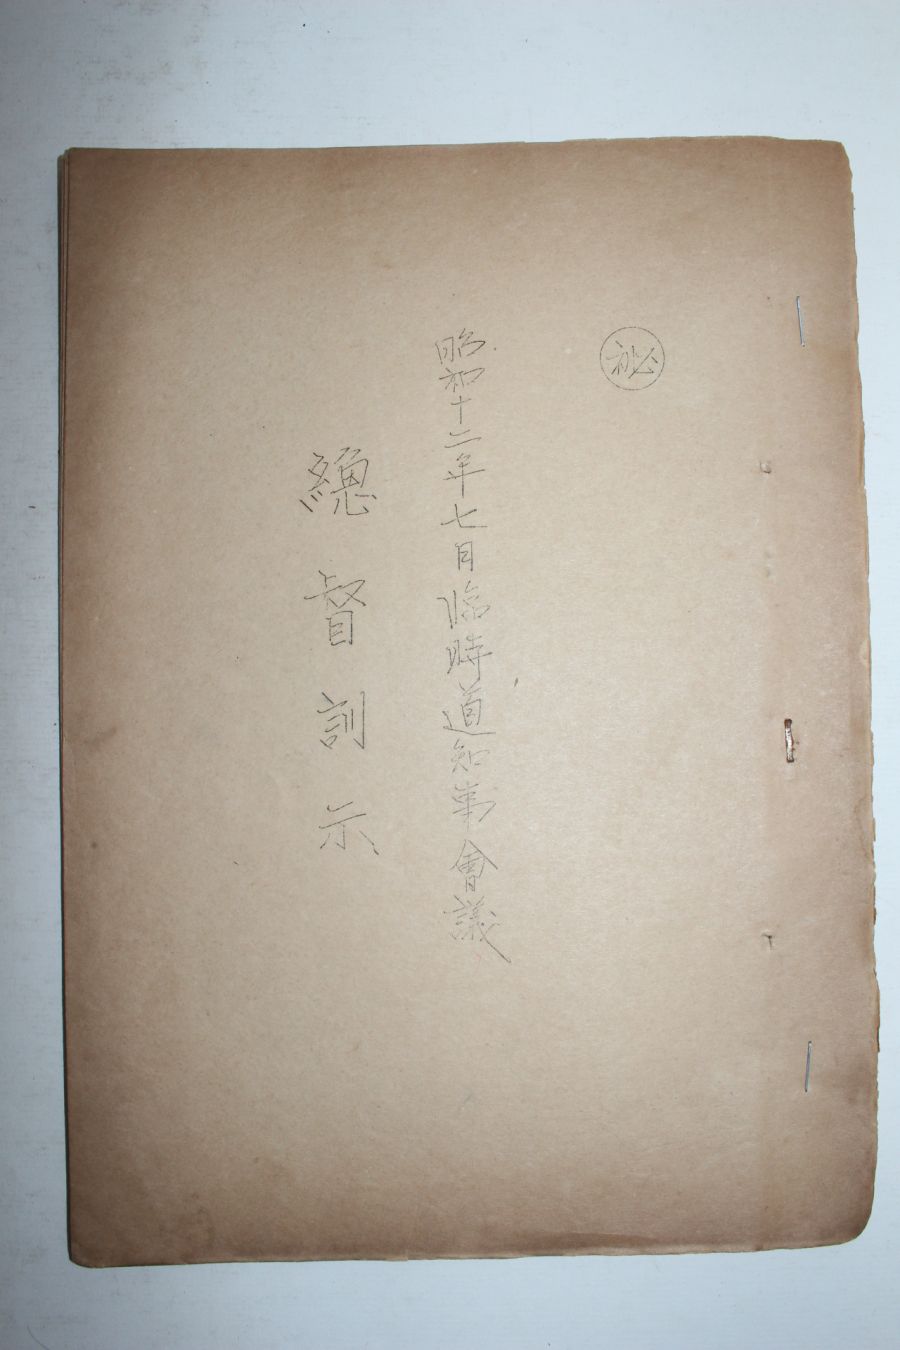 秘
昭和十二年七月臨時道知事會議
總督訓示